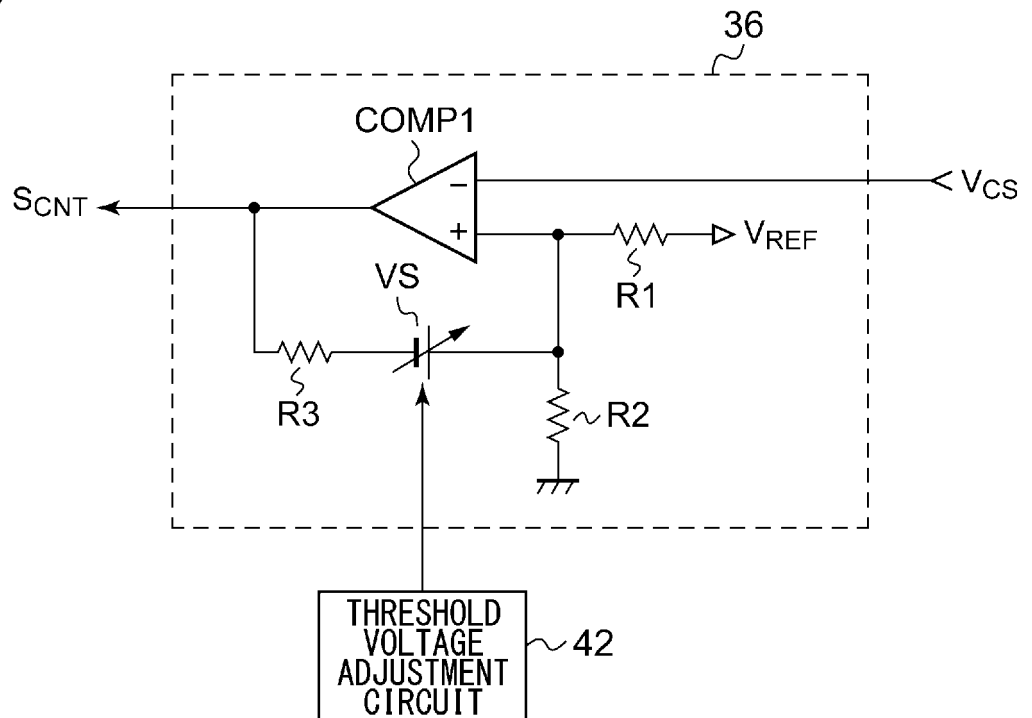 36
COMP1
SCNT
VCS
VREF
R1
VS
R3
R2
THRESHOLD
VOLTAGE
ADJUSTMENT
CIRCUIT
42